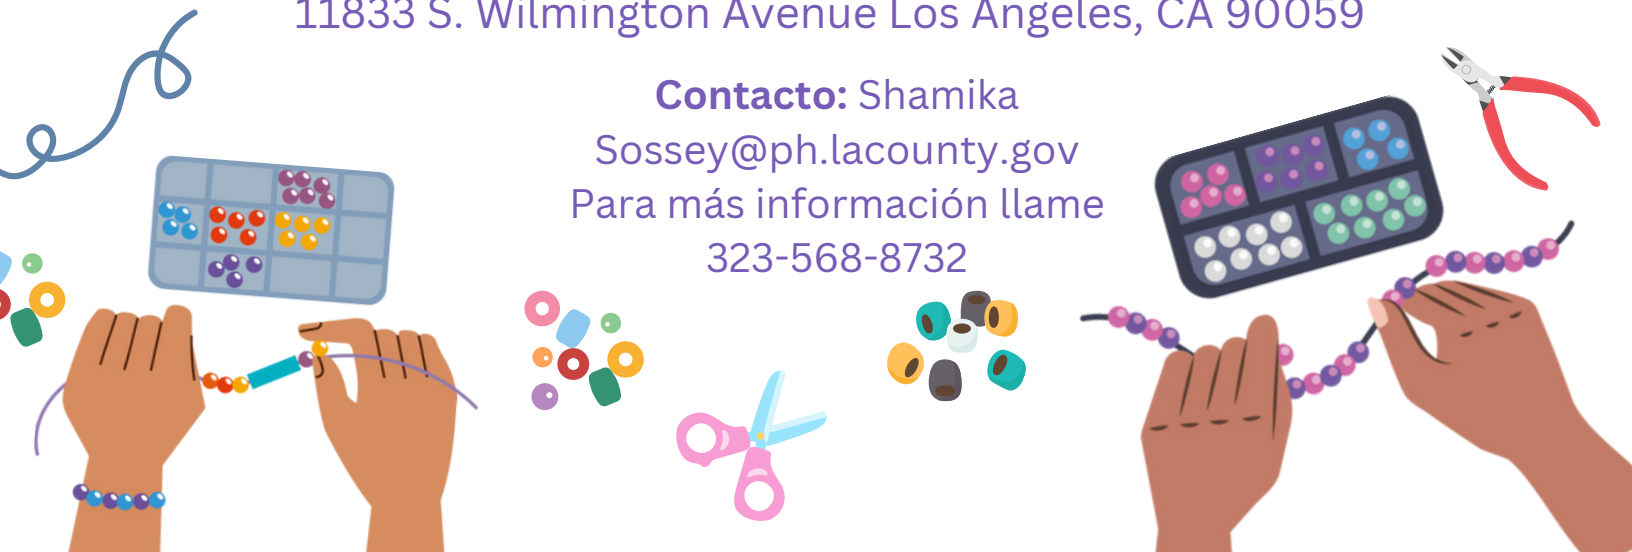 11833 S. Wilmington Avenue Los Angeles, CA 90059
Contacto: Shamika
Sossey@ph.lacounty.gov
Para más información llame
323-568-8732